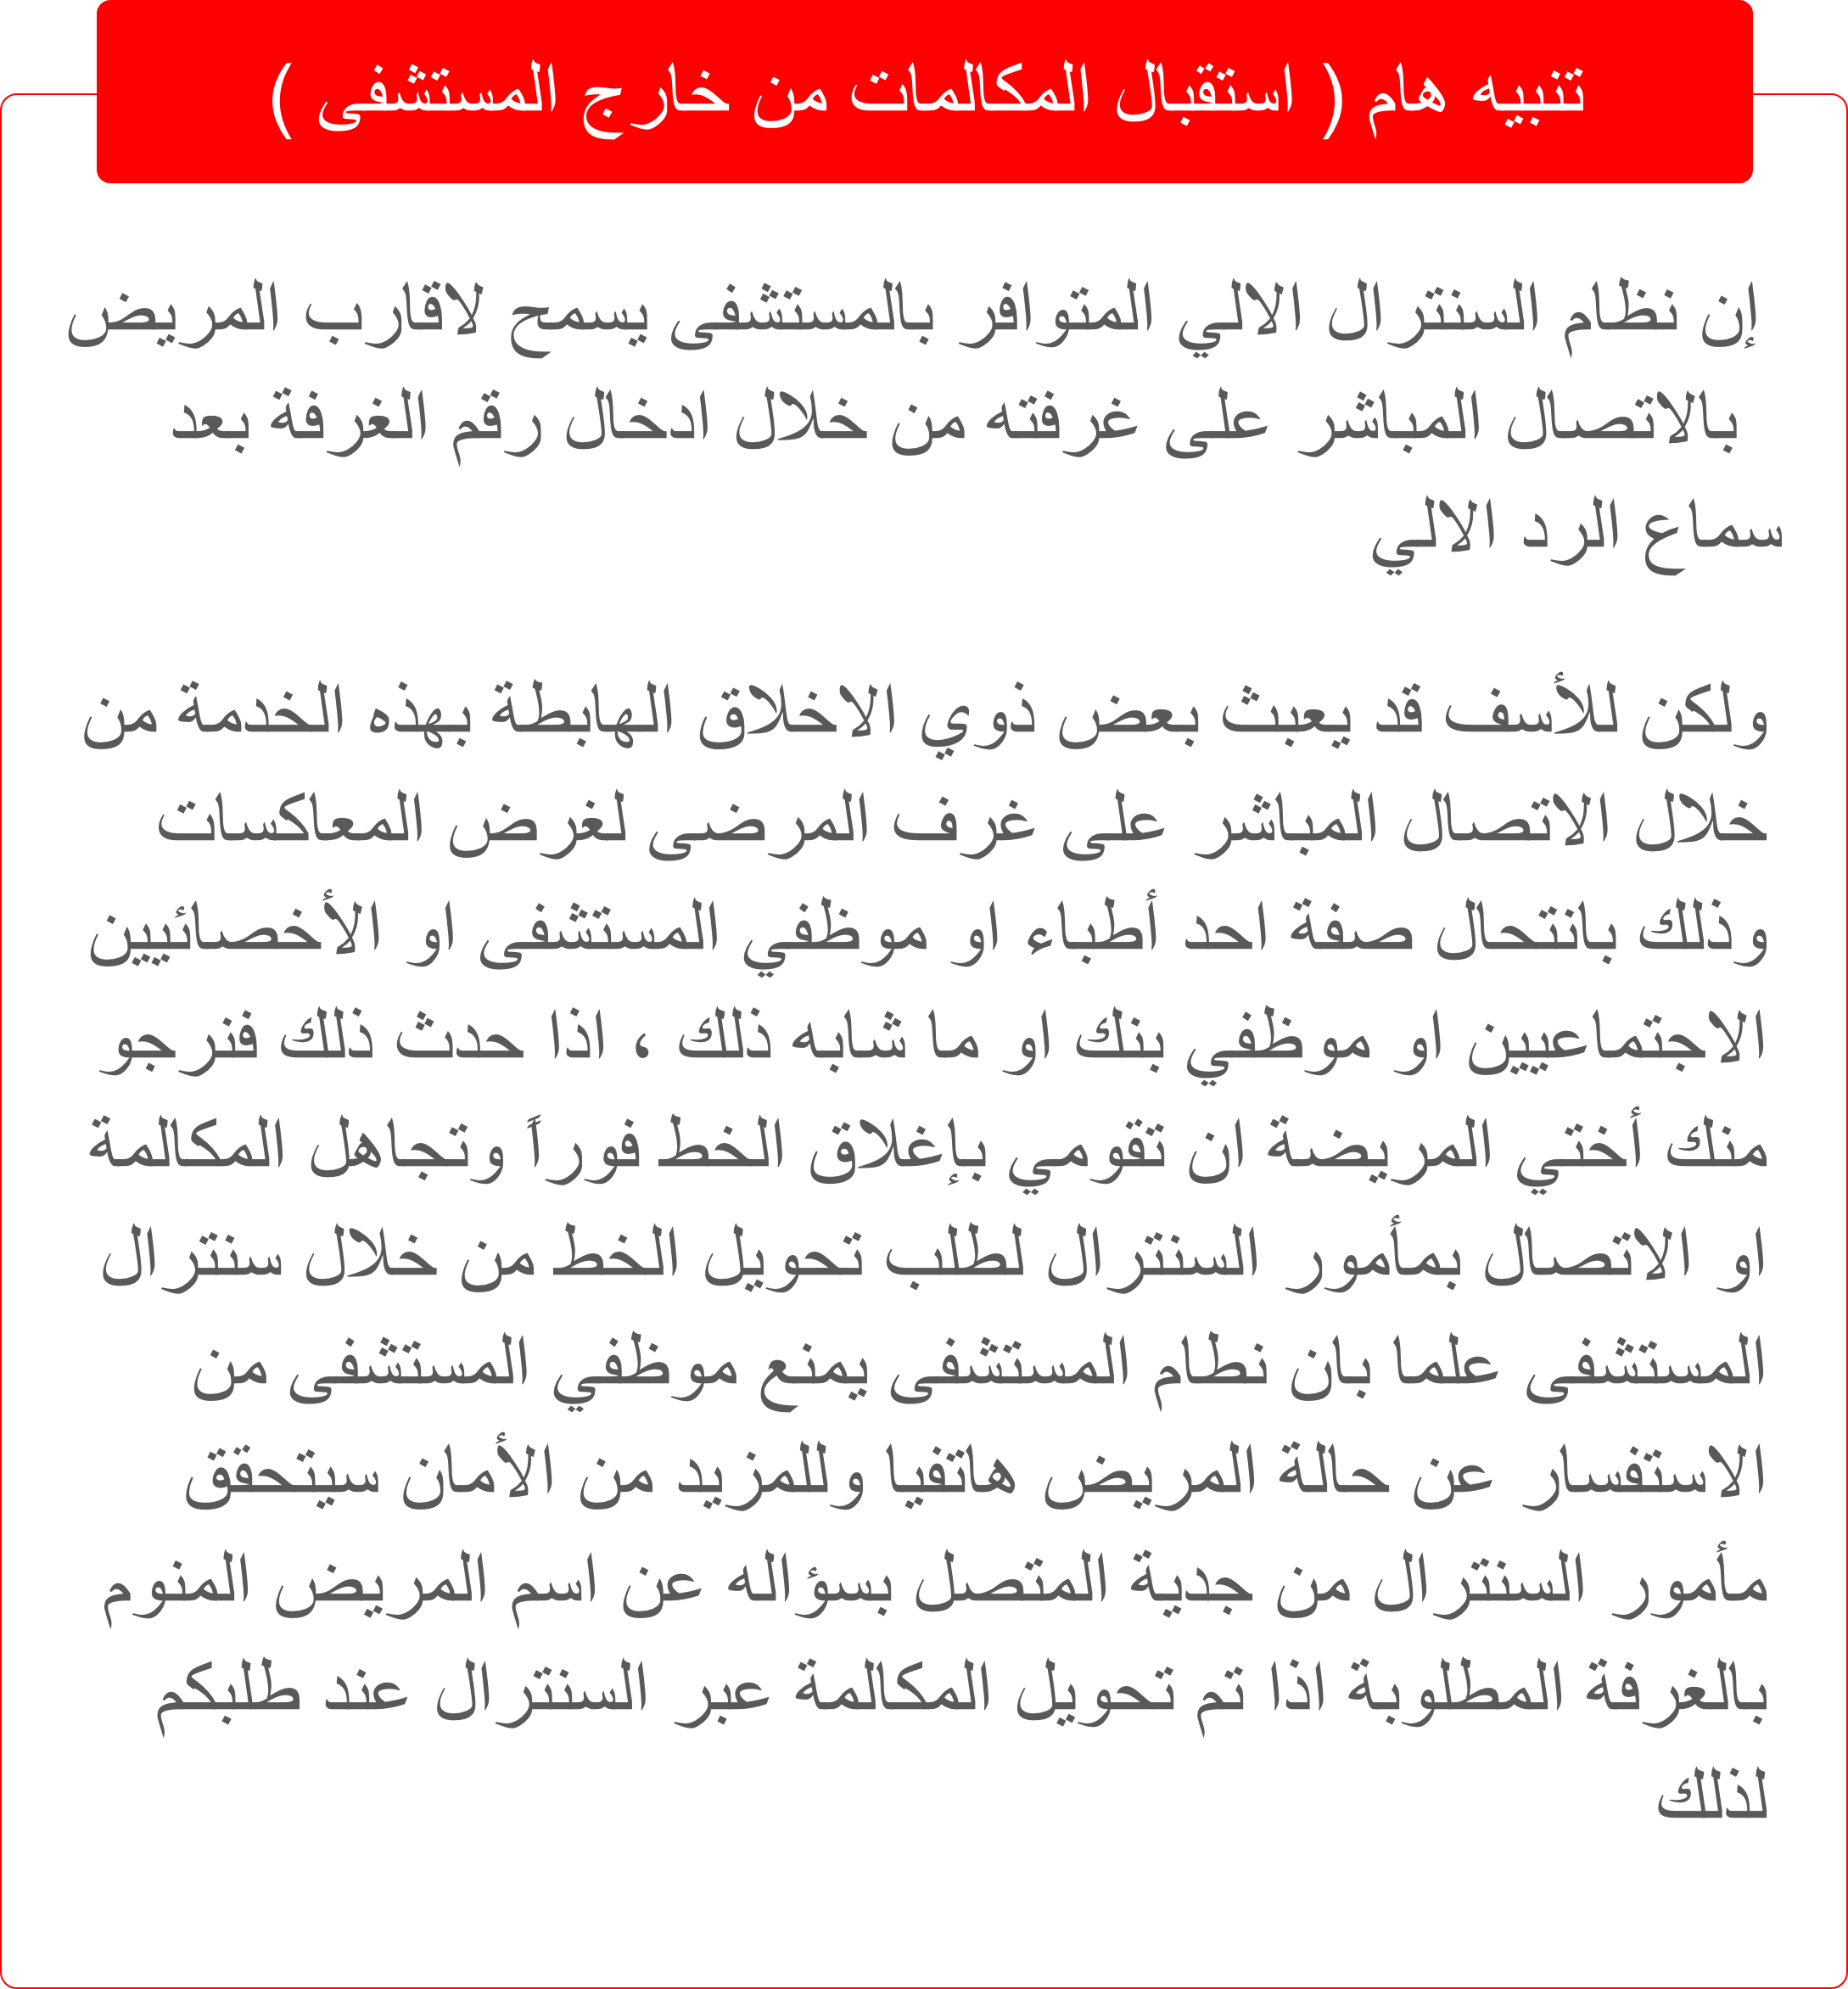 تنبيه هام ( استقبال المكالمات من خارج المستشفى )
إن نظام السنترال الالي المتوافر بالمستشفى يسمح لاقارب المريض
بالاتصال المباشر على غرفته من خلال ادخال رقم الغرفة بعد
سماع الرد الالي
ولكن للأسف قد يعبث بعض ذوي الاخلاق الهابطة بهذه الخدمة من
خلال الإتصال المباشر على غرف المرضى لغرض المعاكسات
وذلك بانتحال صفة احد أطباء او موظفي المستشفى او الأخصائيين
الاجتماعيين او موظفي بنك او ما شابه ذلك ، اذا حدث ذلك فنرجو
منك أختي المريضة ان تقومي بإغلاق الخط فوراً وتجاهل المكالمة
او الاتصال بمأمور السنترال لطلب تحويل الخط من خلال سنترال
المستشفى علما بان نظام المستشفى يمنع موظفي المستشفى من
الاستفسار عن حالة المريض هاتفيا وللمزيد من الأمان سيتحقق
مأمور السنترال من جدية المتصل بسؤاله عن اسم المريض المنوم
بالغرفة المطلوبة اذا تم تحويل المكالمة عبر السنترال عند طلبكم
لذلك